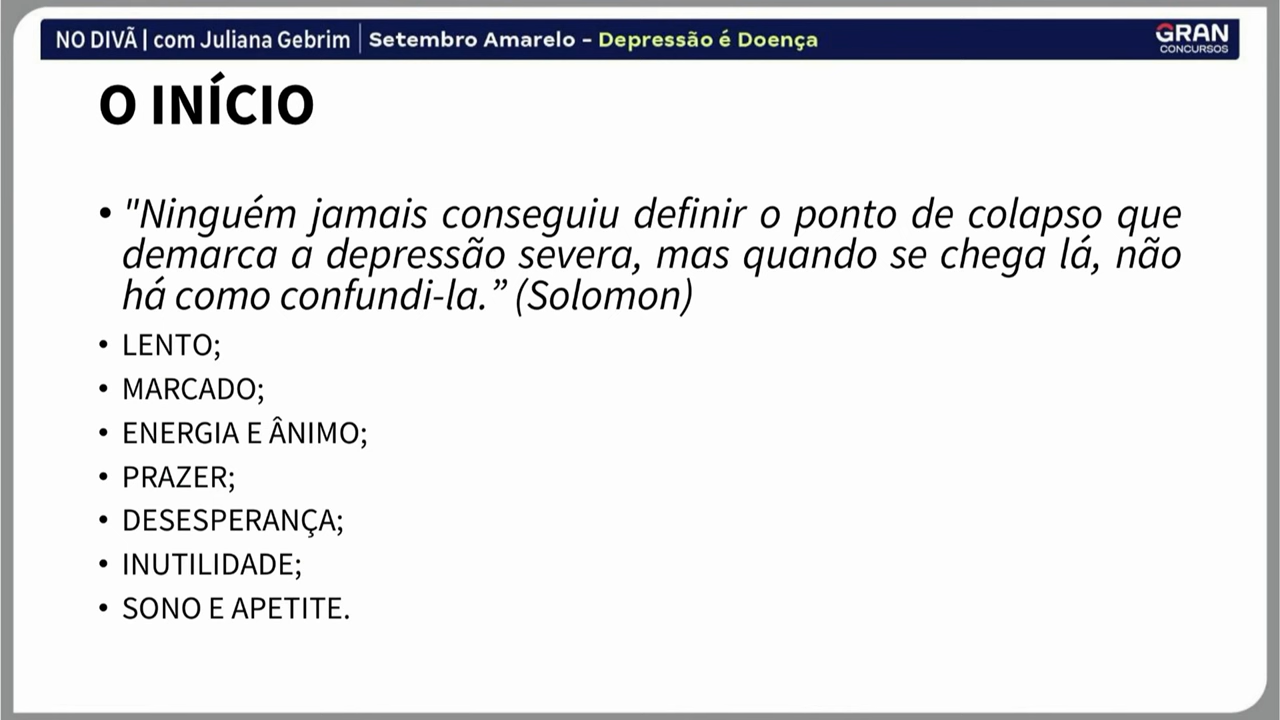 NO DIVÃ | com Juliana Gebrim | Setembro Amarelo – Depressão é Doença
GRAN
CONCURSOS
O INÍCIO
• "Ninguém jamais conseguiu definir o ponto de colapso que
demarca a depressão severa, mas quando se chega lá, não
há como confundi-la.” (Solomon)
• LENTO;
• MARCADO;
• ENERGIA E ÂNIMO;
• PRAZER;
• DESESPERANÇA;
• INUTILIDADE;
• SONO E APETITE.